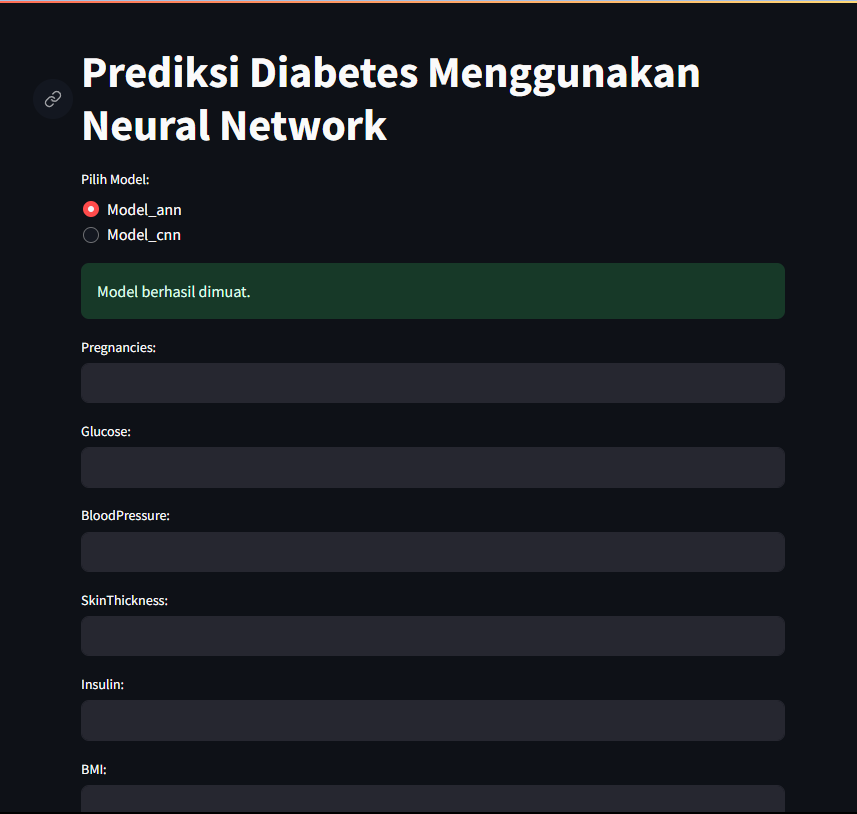 Prediksi Diabetes Menggunakan
Neural Network
Pilih Model:
Model_ann
Model_cnn
Model berhasil dimuat.
Pregnancies:
Glucose:
BloodPressure:
SkinThickness:
Insulin:
BMI: